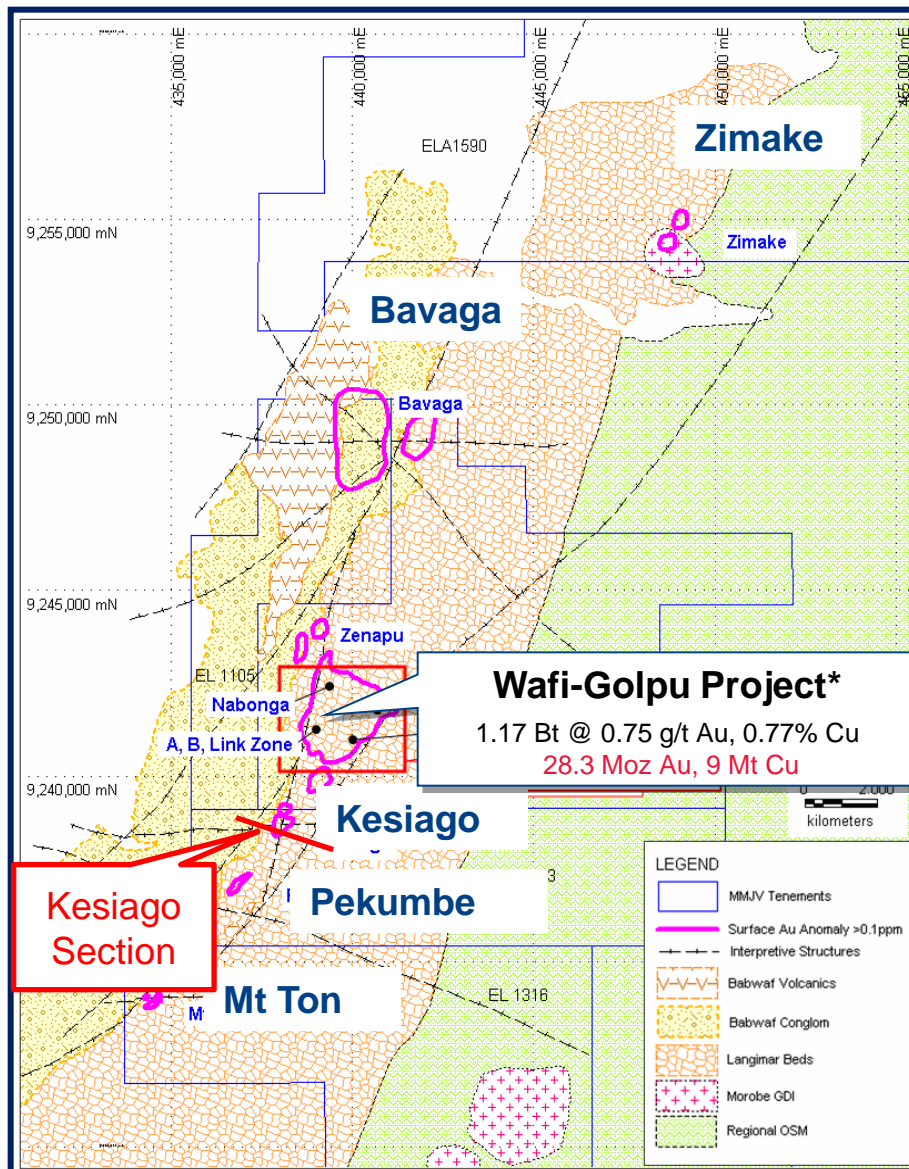 435,000 mE
440,000 mE
445,000 mE
450,000 mE
ELA1590
Zimake
9,255,000 mN
Zimake
Bavaga
9,250,000 mN
Bavaga
9,245,000 mN
Zenapu
EL 1105
Nabonga
A, B, Link Zone
Wafi-Golpu Project*
1.17 Bt @ 0.75 g/t Au, 0.77% Cu
28.3 Moz Au, 9 Mt Cu
9,240,000 mN
0
2.000
kilometers
Kesiago
Kesiago
Section
Pekumbe
3
Mt Ton
EL 1316
LEGEND
MMJV Tenements
Surface Au Anomaly >0.1ppm
Interpretive Structures
Babwaf Volcanics
Babwaf Conglom
Langimar Beds
Morobe GDI
Regional OSM